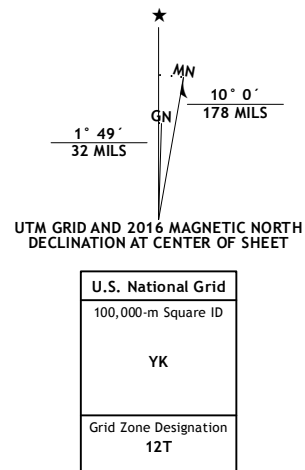 ★
MN
GN
10° 0´
178 MILS
1° 49´
32 MILS
UTM GRID AND 2016 MAGNETIC NORTH
DECLINATION AT CENTER OF SHEET
U.S. National Grid
100,000-m Square ID
YK
Grid Zone Designation
12T